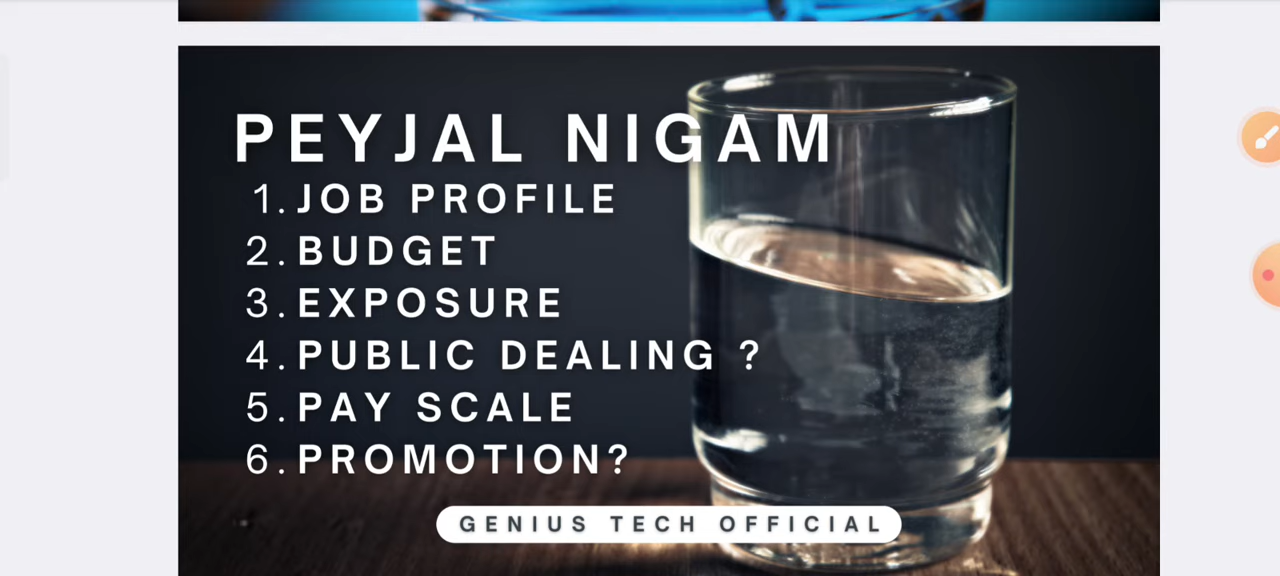 PEYJAL NIGAM
1. JOB PROFILE
2. BUDGET
3. EXPOSURE
4. PUBLIC DEALING ?
5. PAY SCALE
6. PROMOTION?
GENIUS TECH OFFICIAL